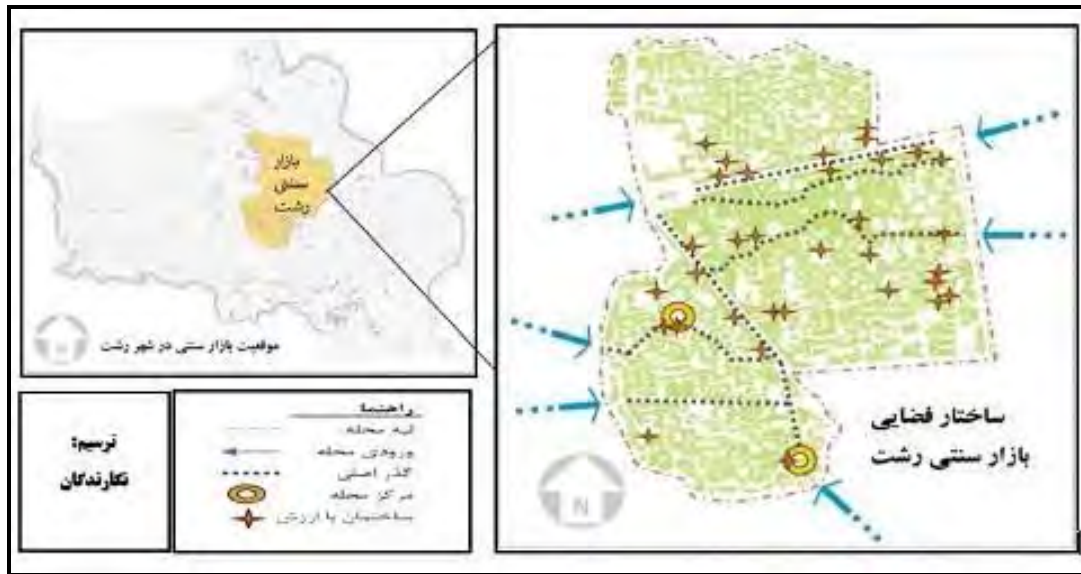 بازار
سنتی
رشت
موقعیت بازار سنتی در شهر رشت
N
ترسیم:
نگارندگان
راهنما
لبه محله
ورودی محله
گذر اصلی
مرکز محله
ساختمان با ارزش
ساختار فضایی
بازار سنتی رشت
N